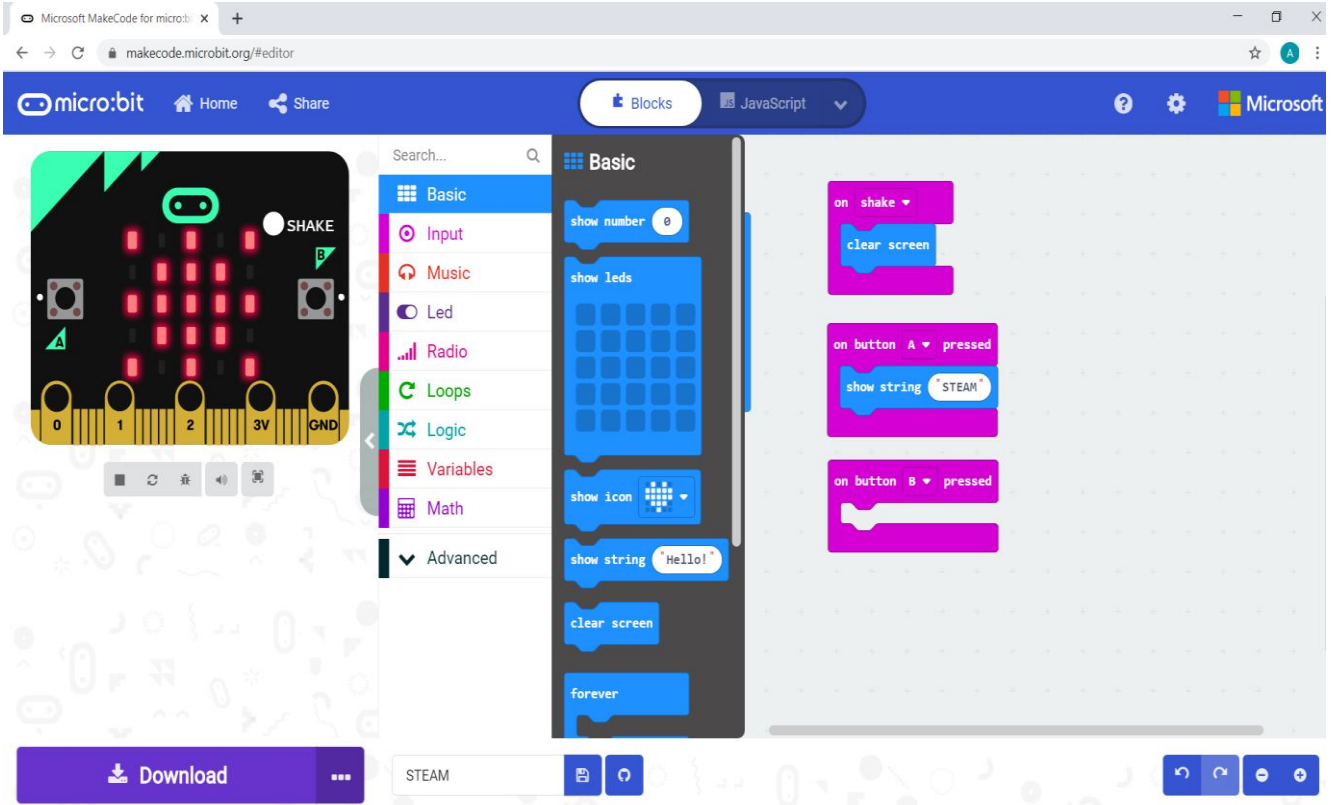 Microsoft MakeCode for micro:bi
makecode.microbit.org/#editor
A
micro:bit
Home
Share
Blocks
JS JavaScript
?
Microsoft
SHAKE
B
A
0 1 2 3V GND
Search...
Basic
Input
Music
Led
Radio
Loops
Logic
Variables
Math
Advanced
Basic
show number 0
show leds
show icon
show string "Hello!"
clear screen
forever
on shake
clear screen
on button A pressed
show string "STEAM"
on button B pressed
Download
STEAM